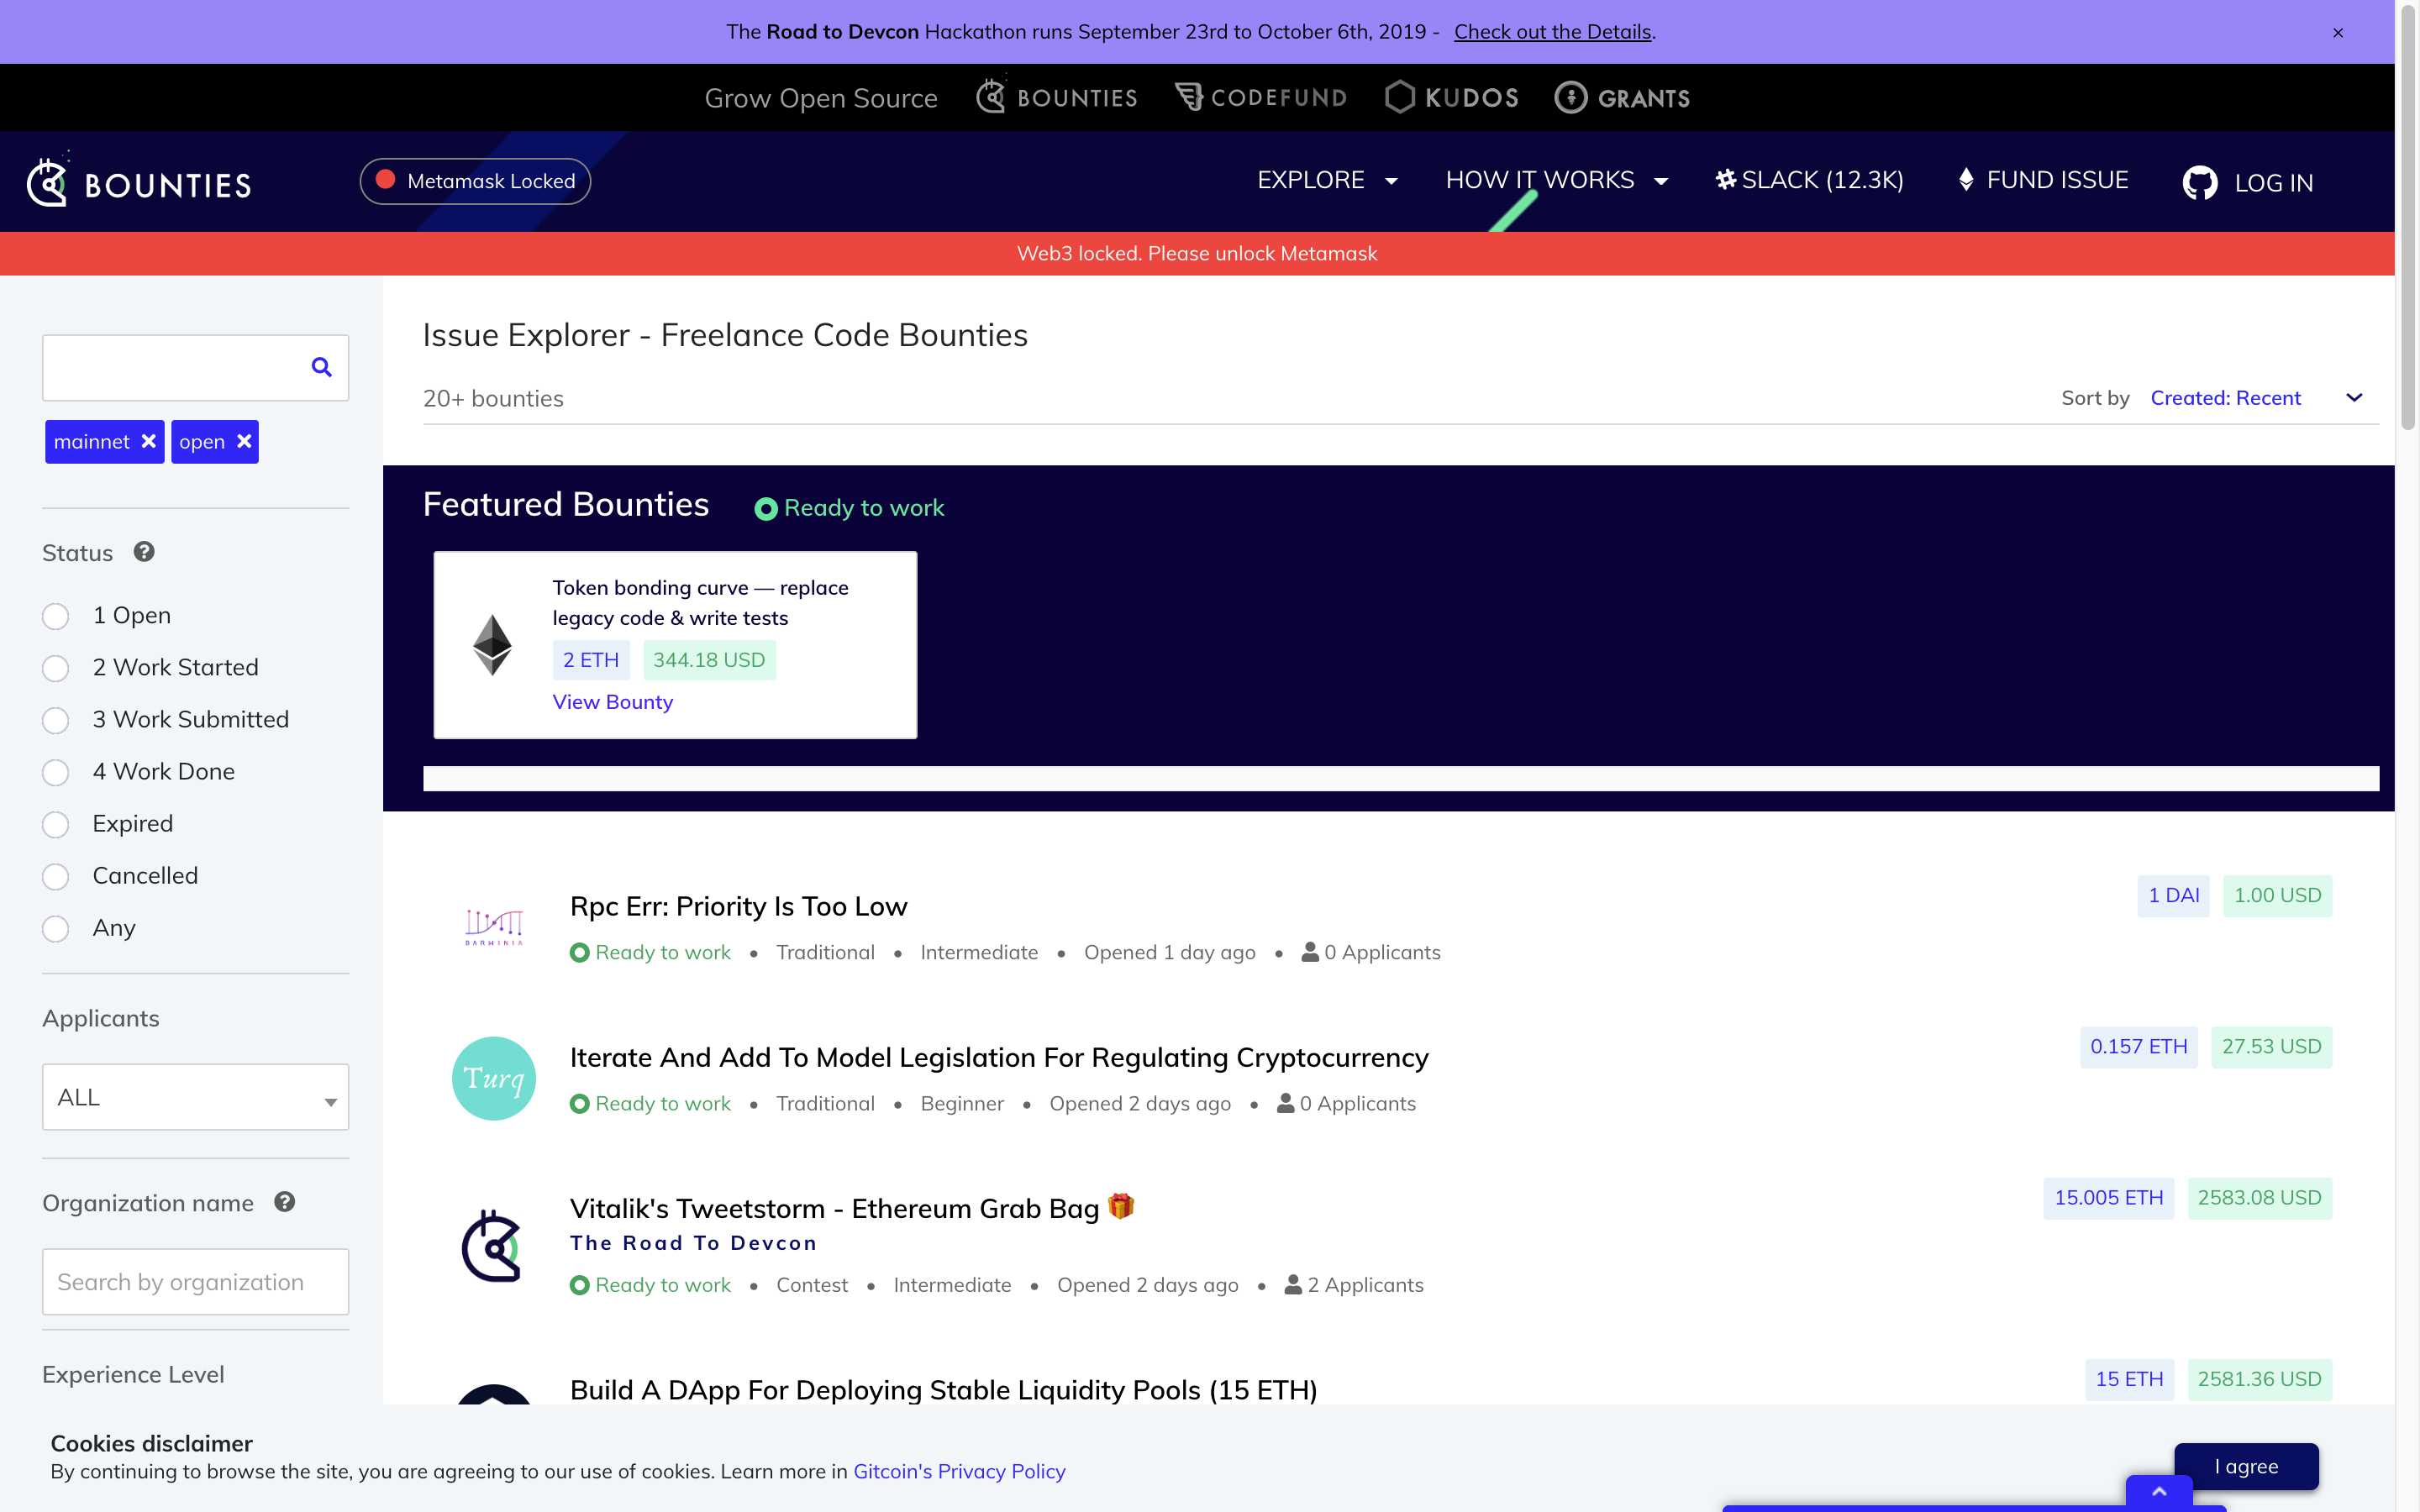 The Road to Devcon Hackathon runs September 23rd to October 6th, 2019 - Check out the Details.
×
Grow Open Source BOUNTIES CODEFUND KUDOS GRANTS
BOUNTIES Metamask Locked EXPLORE HOW IT WORKS SLACK (12.3K) FUND ISSUE LOG IN
Web3 locked. Please unlock Metamask
mainnet ✖ open ✖
Status ?
1 Open
2 Work Started
3 Work Submitted
4 Work Done
Expired
Cancelled
Any
Applicants
ALL
Organization name ?
Search by organization
Experience Level
Issue Explorer - Freelance Code Bounties
20+ bounties Sort by Created: Recent
Featured Bounties Ready to work
Token bonding curve — replace
legacy code & write tests
2 ETH 344.18 USD
View Bounty
DARWINIA
Rpc Err: Priority Is Too Low 1 DAI 1.00 USD
Ready to work • Traditional • Intermediate • Opened 1 day ago • 0 Applicants
Turq
Iterate And Add To Model Legislation For Regulating Cryptocurrency 0.157 ETH 27.53 USD
Ready to work • Traditional • Beginner • Opened 2 days ago • 0 Applicants
Vitalik's Tweetstorm - Ethereum Grab Bag 🎁 15.005 ETH 2583.08 USD
The Road To Devcon
Ready to work • Contest • Intermediate • Opened 2 days ago • 2 Applicants
Build A DApp For Deploying Stable Liquidity Pools (15 ETH) 15 ETH 2581.36 USD
Cookies disclaimer
By continuing to browse the site, you are agreeing to our use of cookies. Learn more in Gitcoin's Privacy Policy
I agree